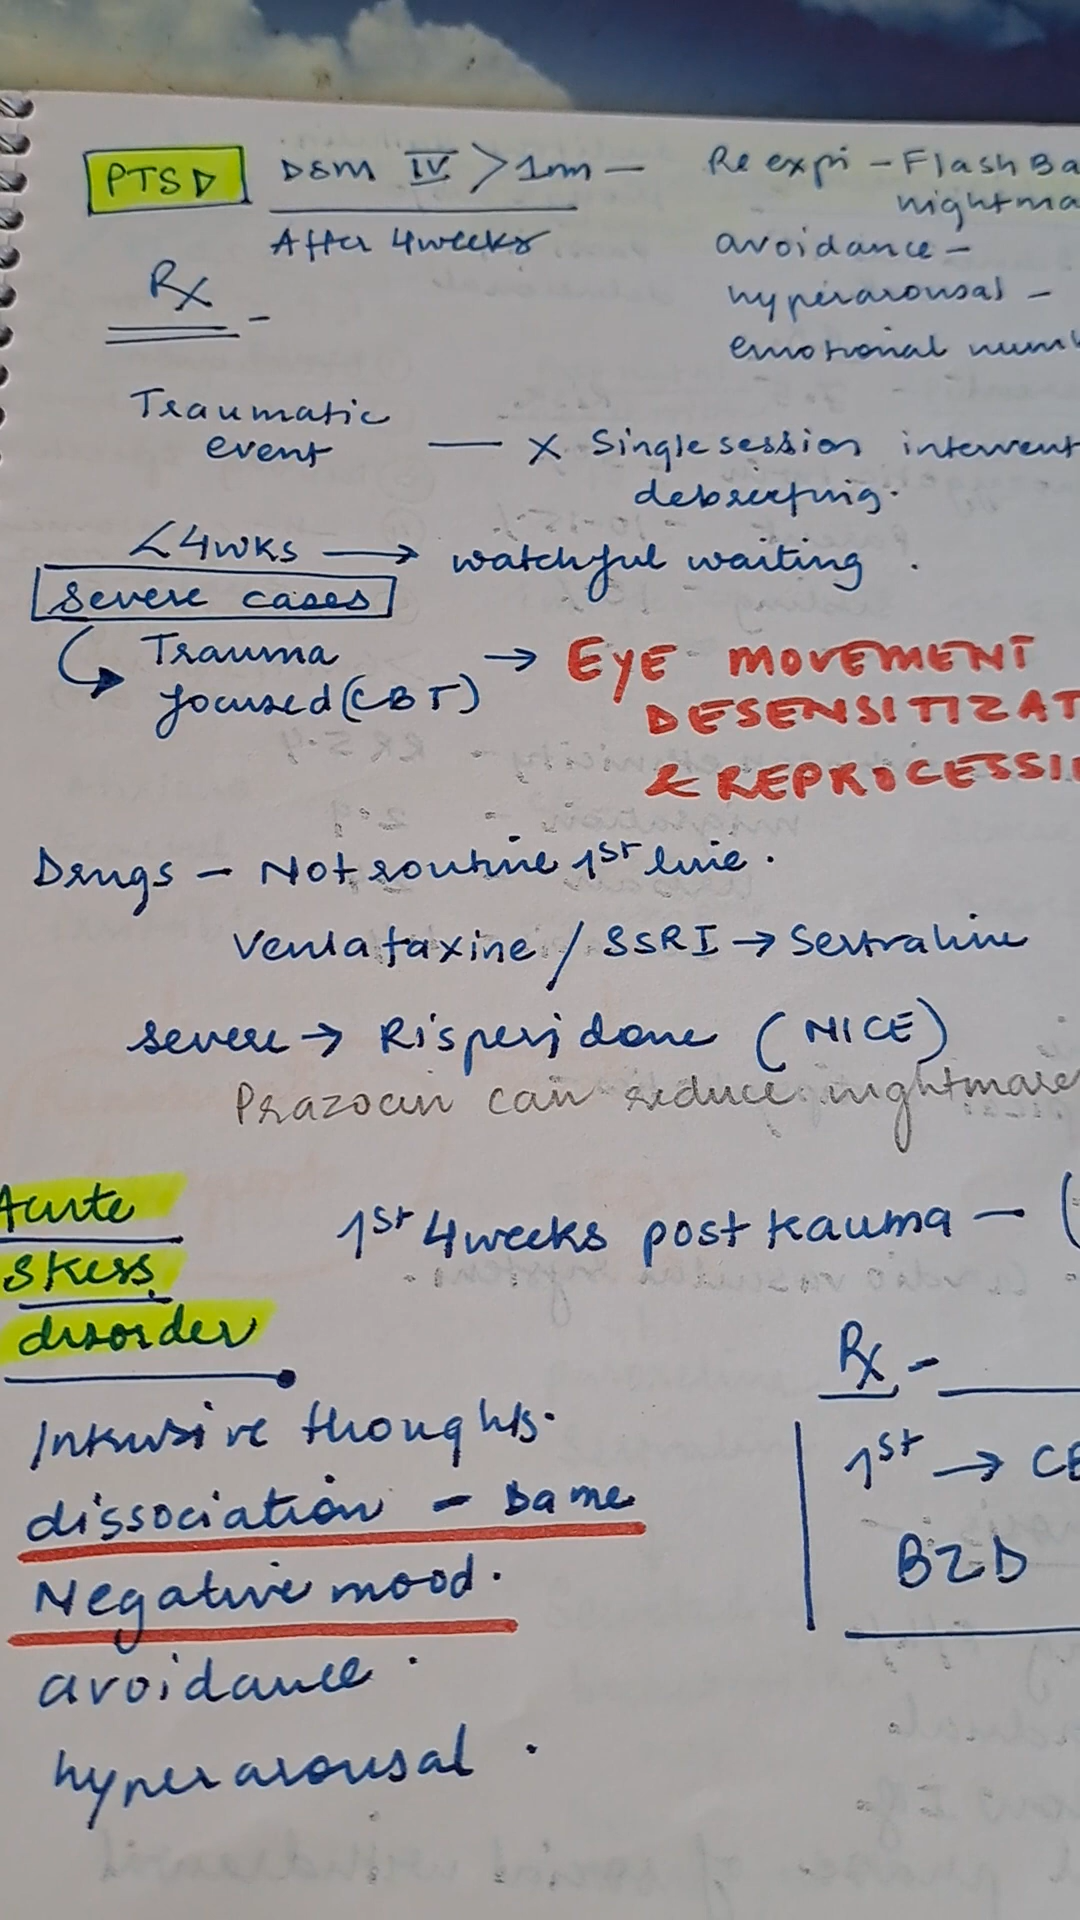 PTSD DSM IV >1m — Re expi - Flash Ba
nightma
After 4weeks avoidance -
Rx - hyperarousal -
emotional numb
Traumatic
event — X Single session intervent
debriefing.
<4wks → watchful waiting .
Severe cases
Trauma → EYE MOVEMENT
focused (CBT) DESENSITIZAT
& REPROCESSI
Drugs - Not routine 1st line .
Venlafaxine / SSRI → Sertraline
severe → Risperidone (NICE)
Prazocin can reduce nightmare
Acute 1st 4weeks post trauma — (
stress
disorder
Rx -
Intrusive thoughts. 1st → CB
dissociation -
Negative mood. BZD
avoidance .
hyperarousal .